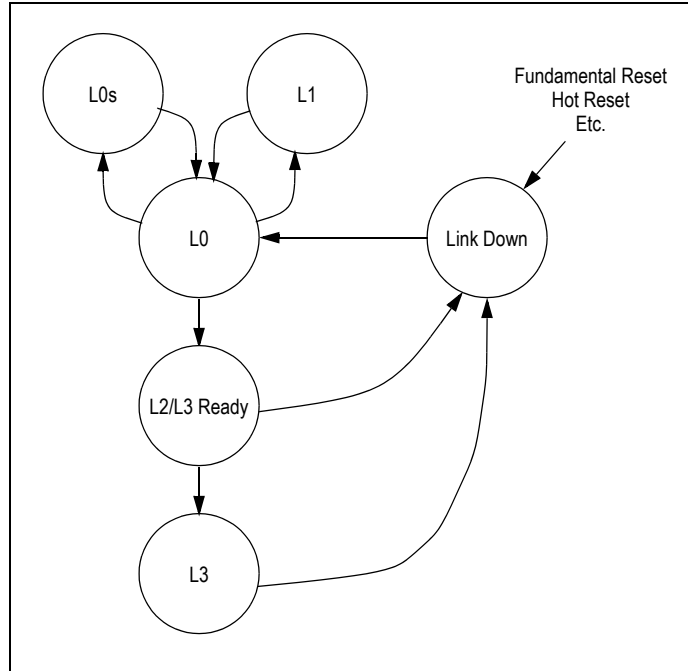 L0s
L1
Fundamental Reset
Hot Reset
Etc.
L0
Link Down
L2/L3 Ready
L3